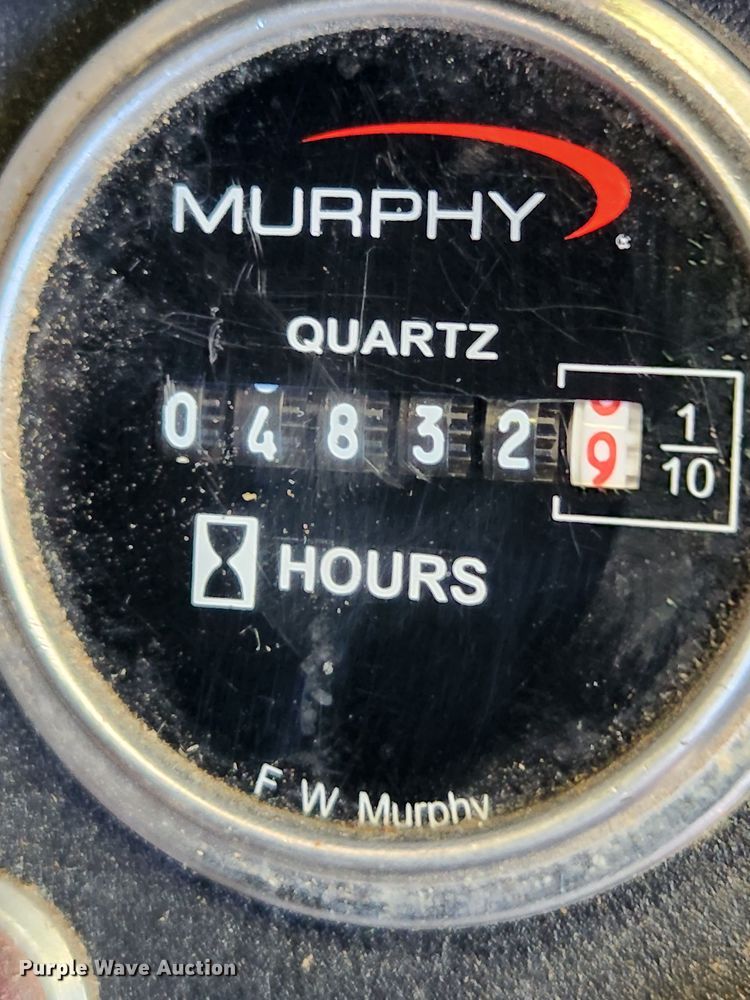 MURPHY
QUARTZ
0 4 8 3 2 9 1/10
HOURS
F W Murphy
Purple Wave Auction